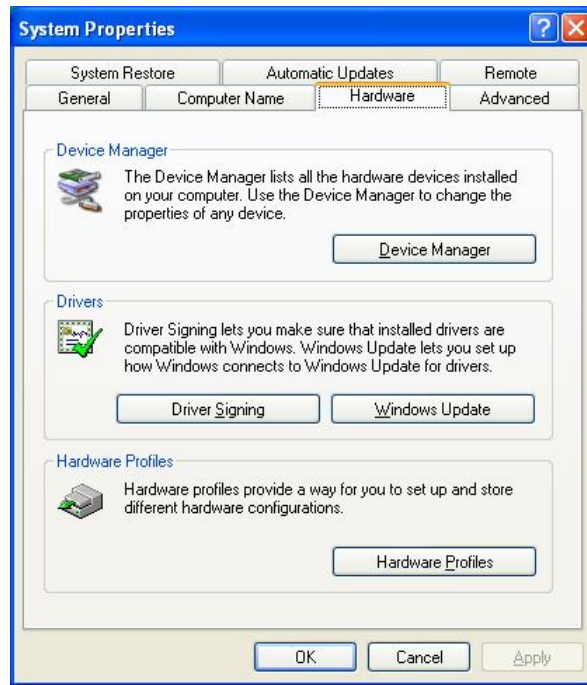 System Properties
System Restore Automatic Updates Remote
General Computer Name Hardware Advanced
Device Manager
The Device Manager lists all the hardware devices installed
on your computer. Use the Device Manager to change the
properties of any device.
Device Manager
Drivers
Driver Signing lets you make sure that installed drivers are
compatible with Windows. Windows Update lets you set up
how Windows connects to Windows Update for drivers.
Driver Signing Windows Update
Hardware Profiles
Hardware profiles provide a way for you to set up and store
different hardware configurations.
Hardware Profiles
OK Cancel Apply